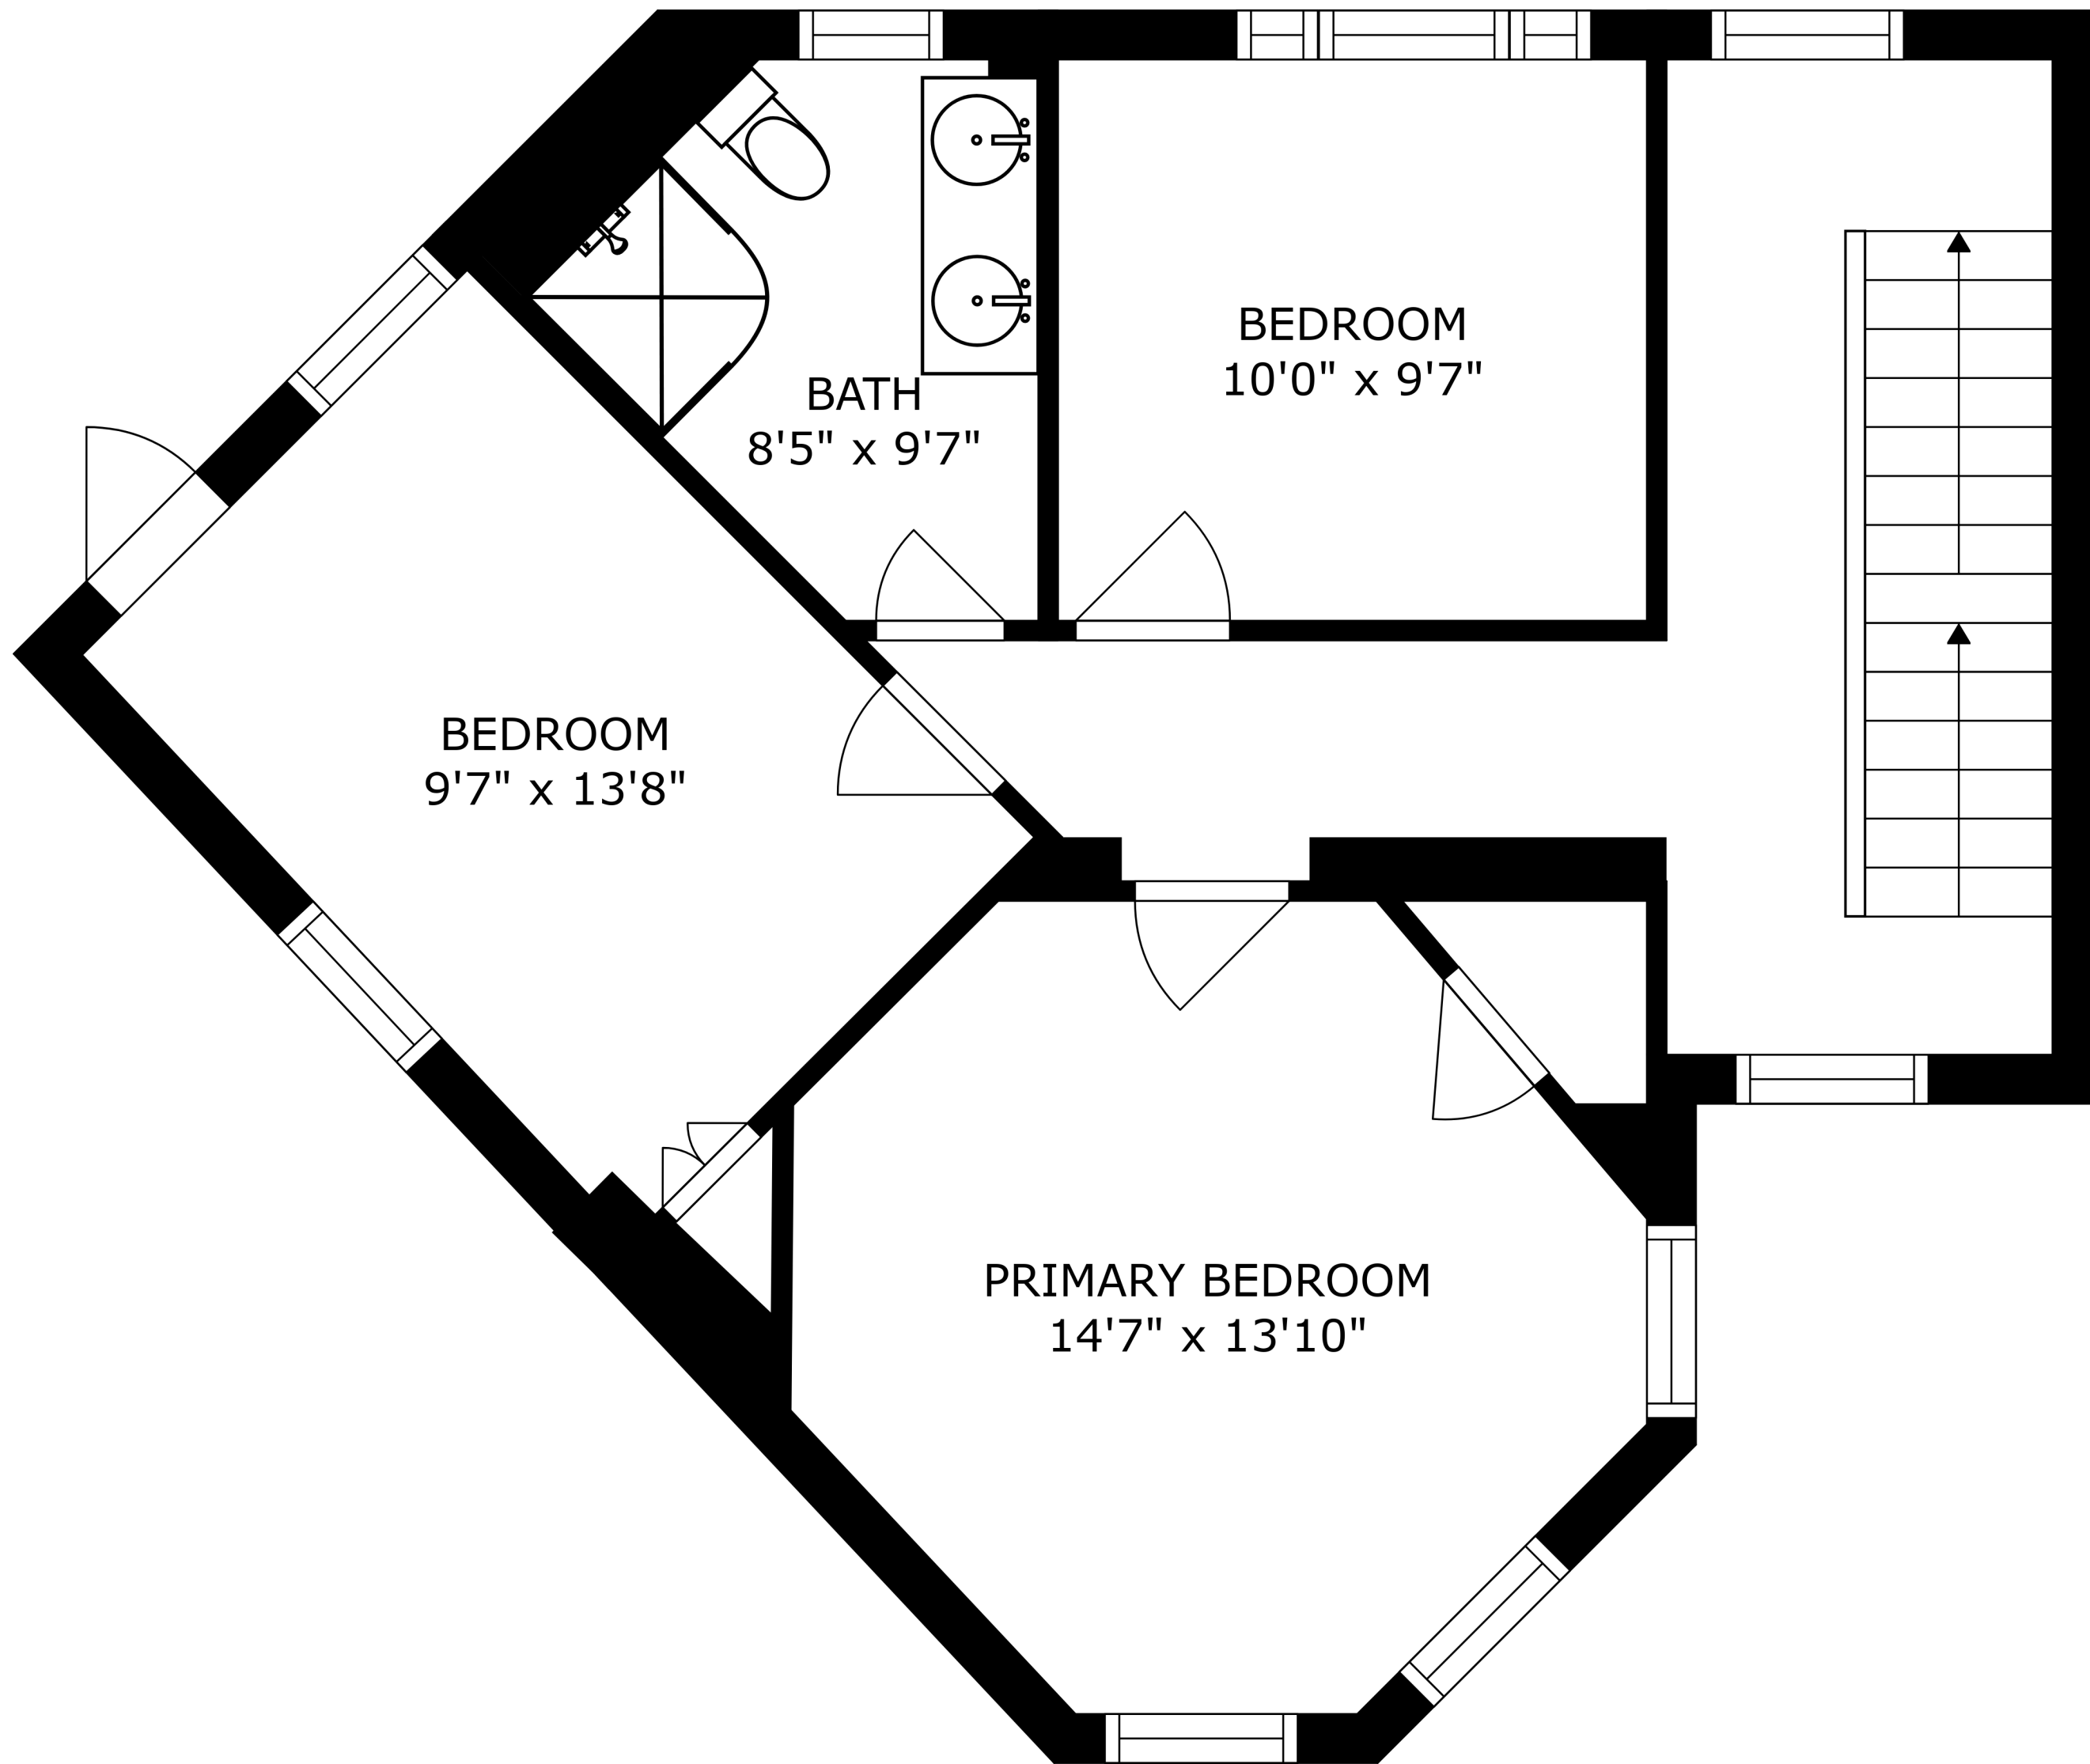 BEDROOM
10'0" x 9'7"
BATH
8'5" x 9'7"
BEDROOM
9'7" x 13'8"
PRIMARY BEDROOM
14'7" x 13'10"